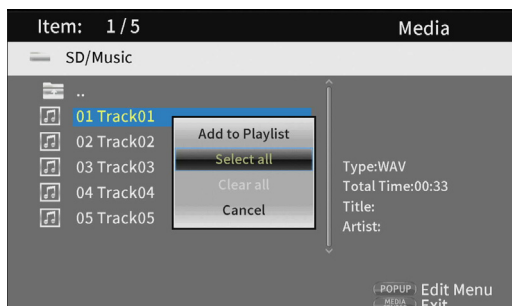 Item: 1/5 Media
SD/Music
..
01 Track01
02 Track02
03 Track03
04 Track04
05 Track05
Add to Playlist
Select all
Clear all
Cancel
Type:WAV
Total Time:00:33
Title:
Artist:
POPUP Edit Menu
MEDIA Exit